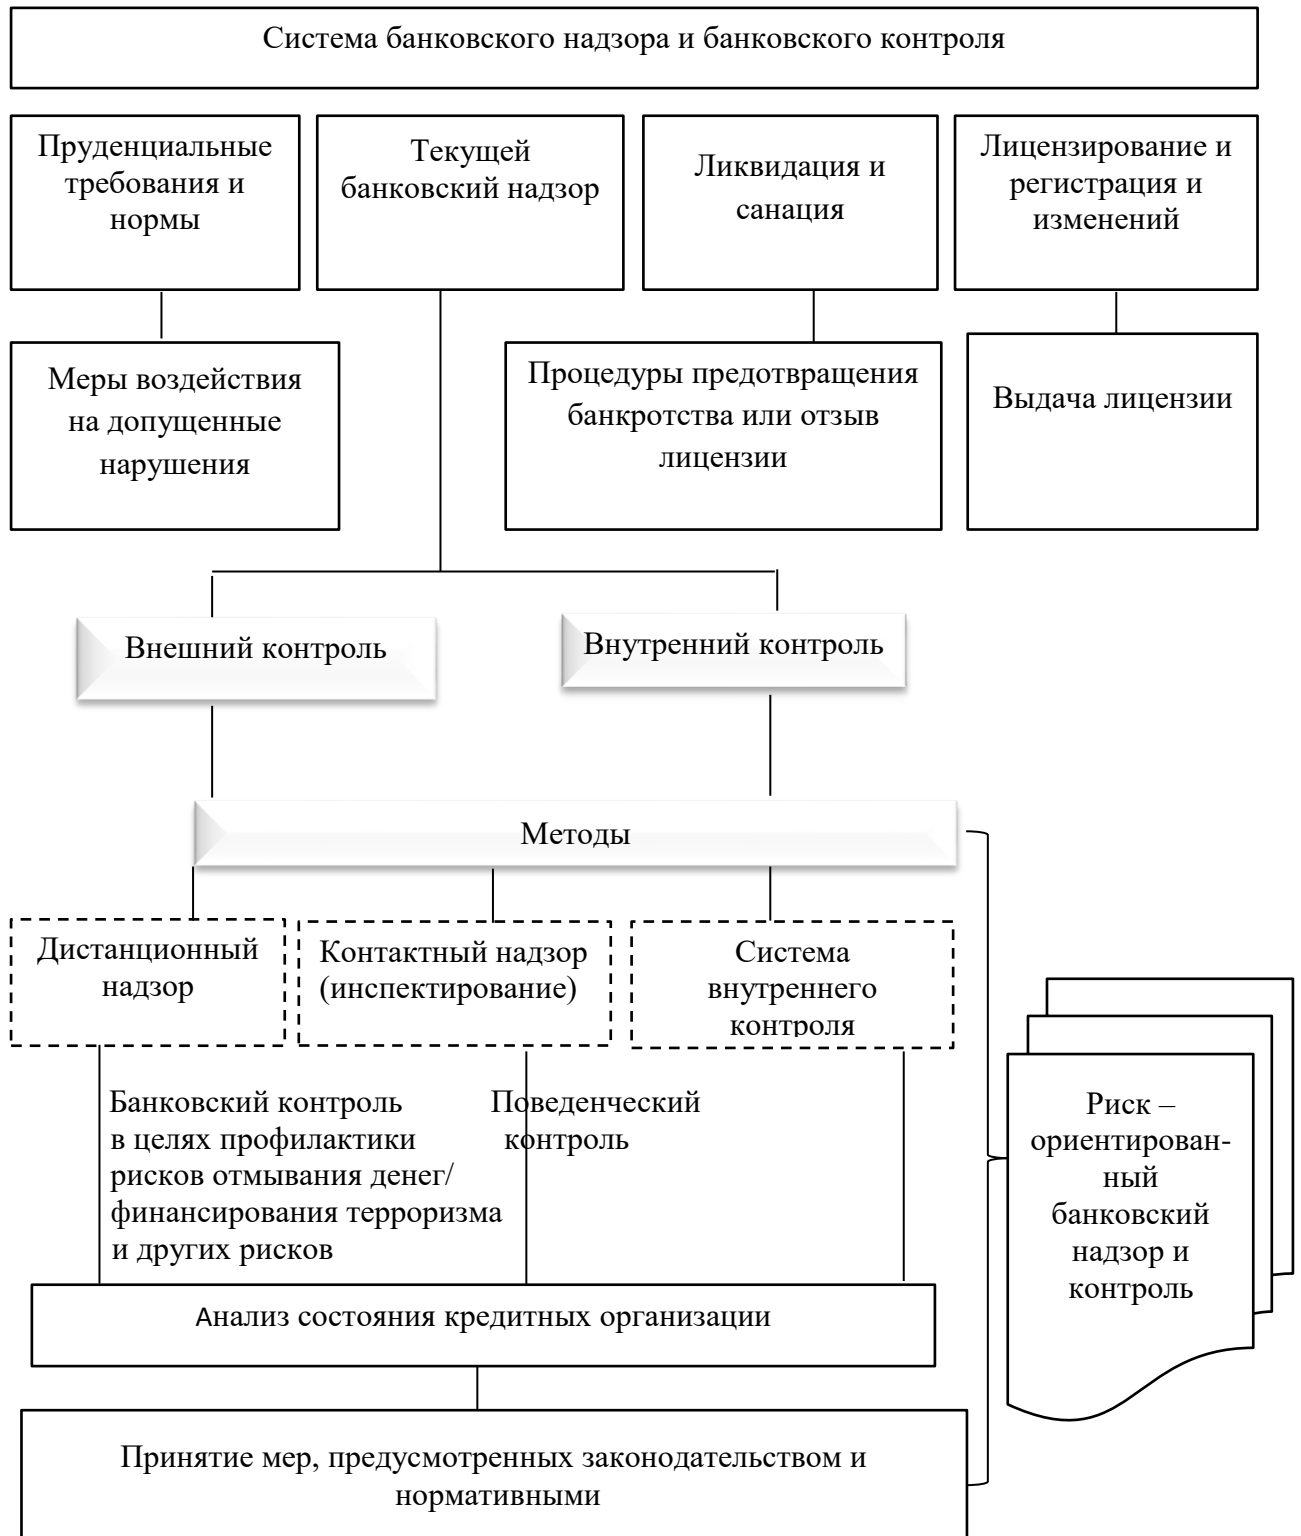 Система банковского надзора и банковского контроля
Пруденциальные
требования и
нормы
Текущей
банковский надзор
Ликвидация и
санация
Лицензирование и
регистрация и
изменений
Меры воздействия
на допущенные
нарушения
Процедуры предотвращения
банкротства или отзыв
лицензии
Выдача лицензии
Внешний контроль
Внутренний контроль
Методы
Дистанционный
надзор
Контактный надзор
(инспектирование)
Система
внутреннего
контроля
Банковский контроль
в целях профилактики
рисков отмывания денег/
финансирования терроризма
и других рисков
Поведенческий
контроль
Риск –
ориентирован-
ный
банковский
надзор и
контроль
Анализ состояния кредитных организации
Принятие мер, предусмотренных законодательством и
нормативными